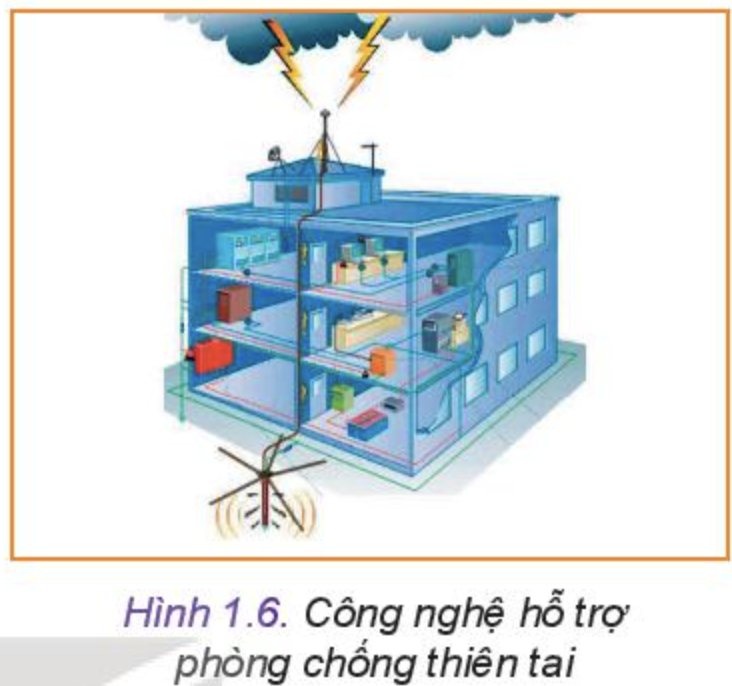 Hình 1.6. Công nghệ hỗ trợ
phòng chống thiên tai